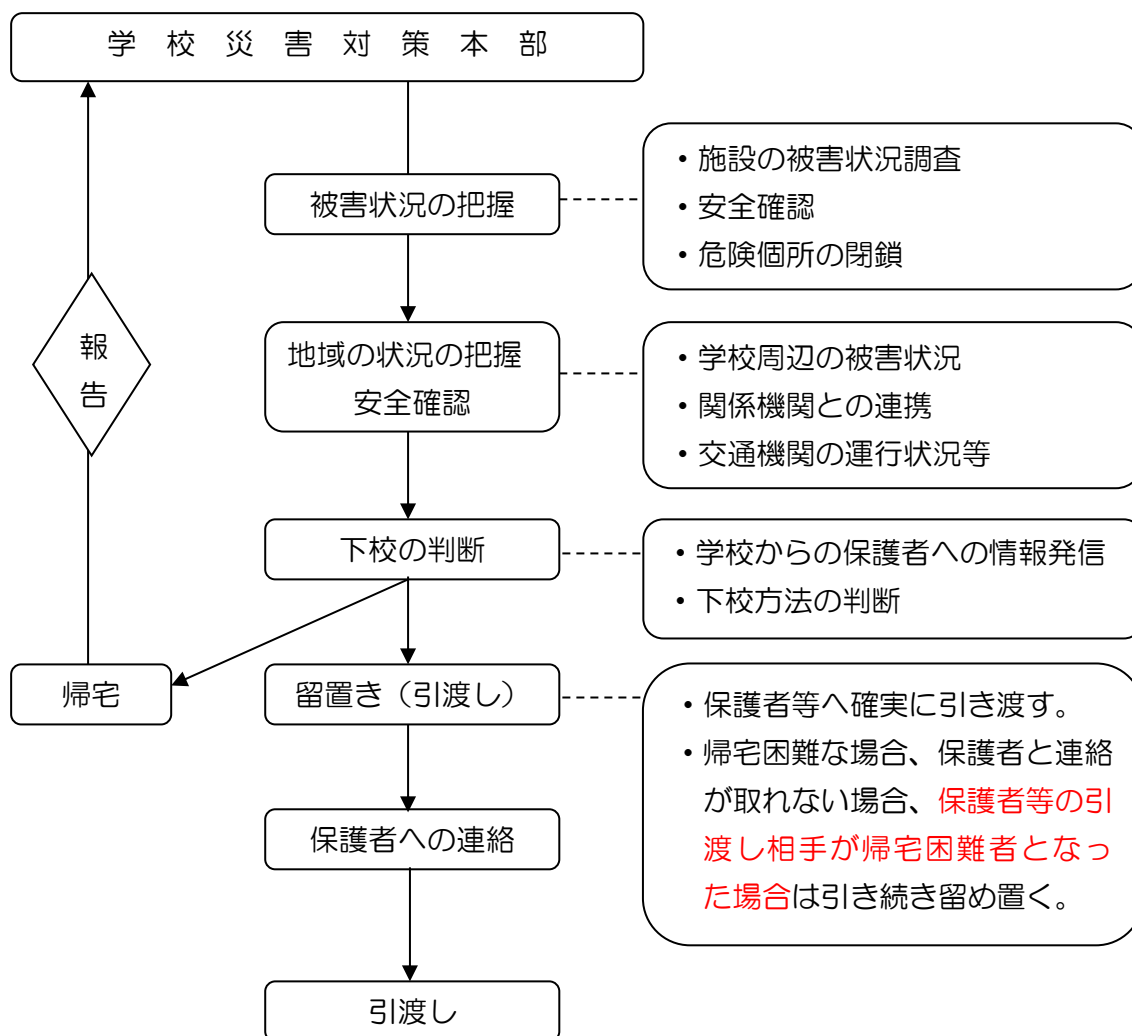 学校災害対策本部
被害状況の把握
・施設の被害状況調査
・安全確認
・危険個所の閉鎖
報
告
地域の状況の把握
安全確認
・学校周辺の被害状況
・関係機関との連携
・交通機関の運行状況等
下校の判断
・学校からの保護者への情報発信
・下校方法の判断
帰宅
留置き（引渡し）
・保護者等へ確実に引き渡す。
・帰宅困難な場合、保護者と連絡
が取れない場合、保護者等の引
渡し相手が帰宅困難者となっ
た場合は引き続き留め置く。
保護者への連絡
引渡し